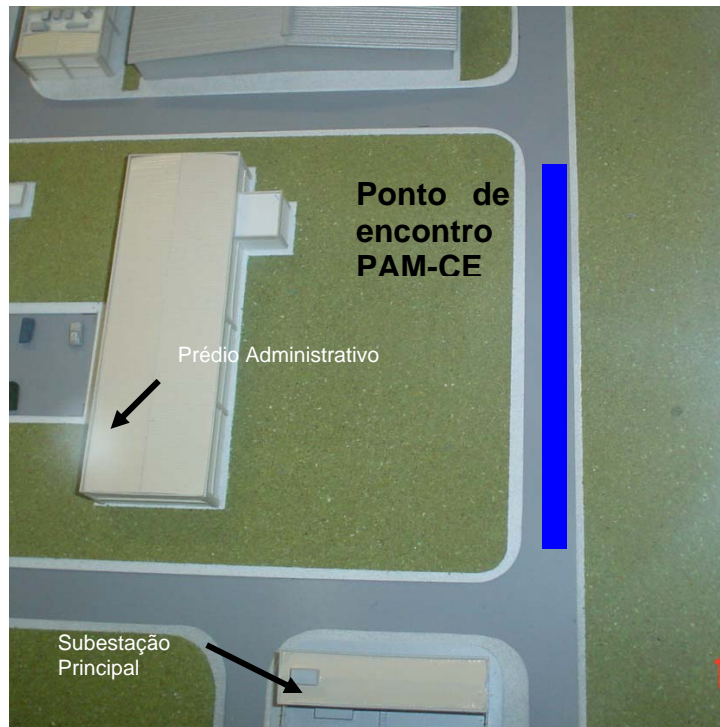 Ponto de
encontro
PAM-CE
Prédio Administrativo
Subestação
Principal